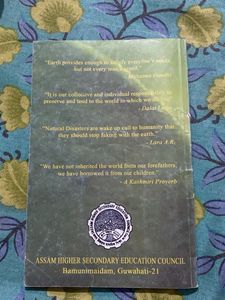 "Earth provides enough to satisfy everyone's needs,
but not every man's greed."
- Mahatma Gandhi
"It is our collective and individual responsibility to
preserve and tend to the world in which we all live."
- Dalai Lama
"Natural Disasters are wake up call to humanity that
they should stop faking with the earth."
- Lara A.R.
"We have not inherited the world from our forefathers,
we have borrowed it from our children."
- A Kashmiri Proverb
ASSAM HIGHER SECONDARY EDUCATION COUNCIL
Bamunimaidam, Guwahati-21